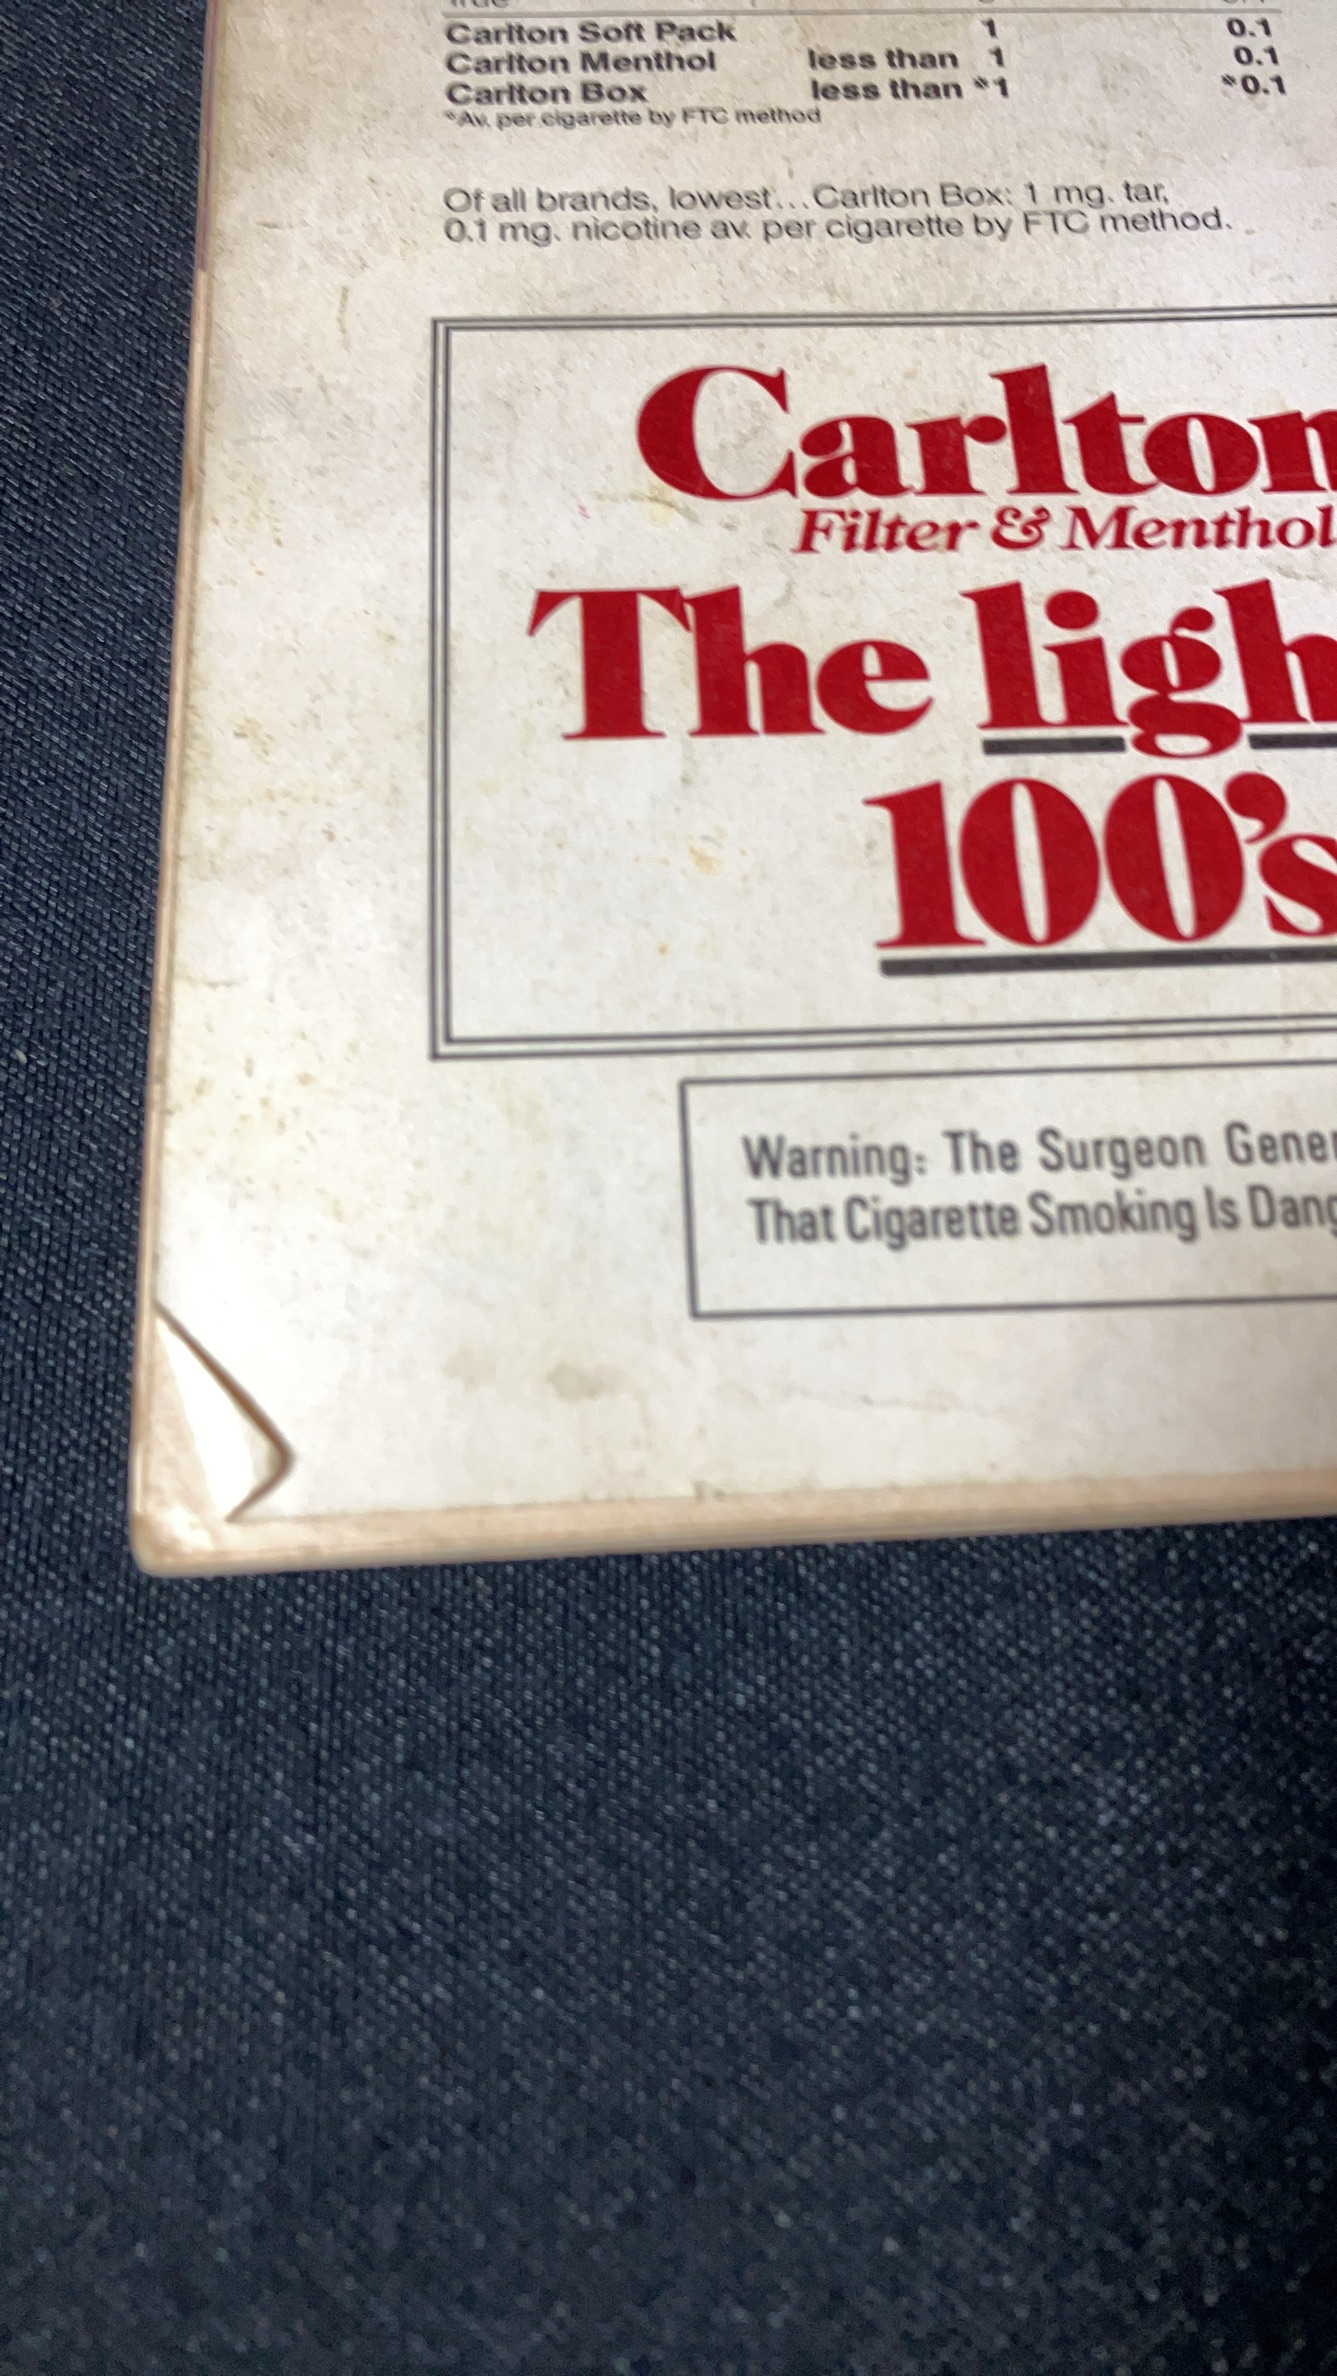 Carlton Soft Pack 1 0.1
Carlton Menthol less than 1 0.1
Carlton Box less than *1 *0.1
*Av. per cigarette by FTC method
Of all brands, lowest...Carlton Box: 1 mg. tar,
0.1 mg. nicotine av. per cigarette by FTC method.
Carlton
Filter & Menthol
The ligh
100's
Warning: The Surgeon Gener
That Cigarette Smoking Is Dang